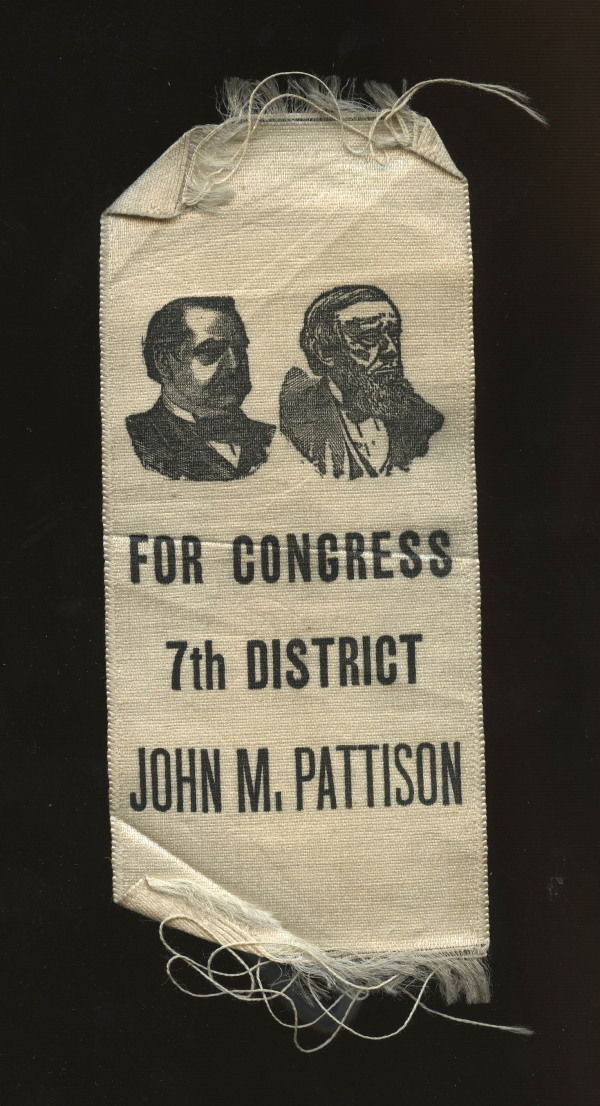 FOR CONGRESS
7th DISTRICT
JOHN M. PATTISON